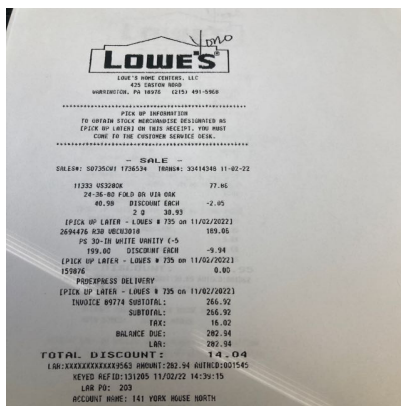 LOWE'S
LOWE'S HOME CENTERS, LLC
425 EASTON ROAD
WARRINGTON, PA 18976 (215) 491-5960
PICK UP INFORMATION
TO OBTAIN STOCK MERCHANDISE DESIGNATED AS
[PICK UP LATER] ON THIS RECEIPT, YOU MUST
COME TO THE CUSTOMER SERVICE DESK.
- SALE -
SALES#: S0735C01 1736534 TRANS#: 33414348 11-02-22
11333 VS3280K 77.86
24-36-80 FOLD DR VIA OAK
40.98 DISCOUNT EACH -2.05
2 @ 38.93
[PICK UP LATER - LOWES # 735 on 11/02/2022]
2694476 189.06
PS 30-IN WHITE VANITY (-5
199.00 DISCOUNT EACH -9.94
[PICK UP LATER - LOWES # 735 on 11/02/2022]
159876 0.00
PROEXPRESS DELIVERY
[PICK UP LATER - LOWES # 735 on 11/02/2022]
INVOICE 89774 SUBTOTAL: 266.92
SUBTOTAL: 266.92
TAX: 16.02
BALANCE DUE: 282.94
LAR: 282.94
TOTAL DISCOUNT: 14.04
LAR:XXXXXXXXXXXX9563 AMOUNT:282.94 AUTHCD:001545
KEYED REFID:131205 11/02/22 14:39:15
LAR PO: 203
ACCOUNT NAME: 141 YORK HOUSE NORTH